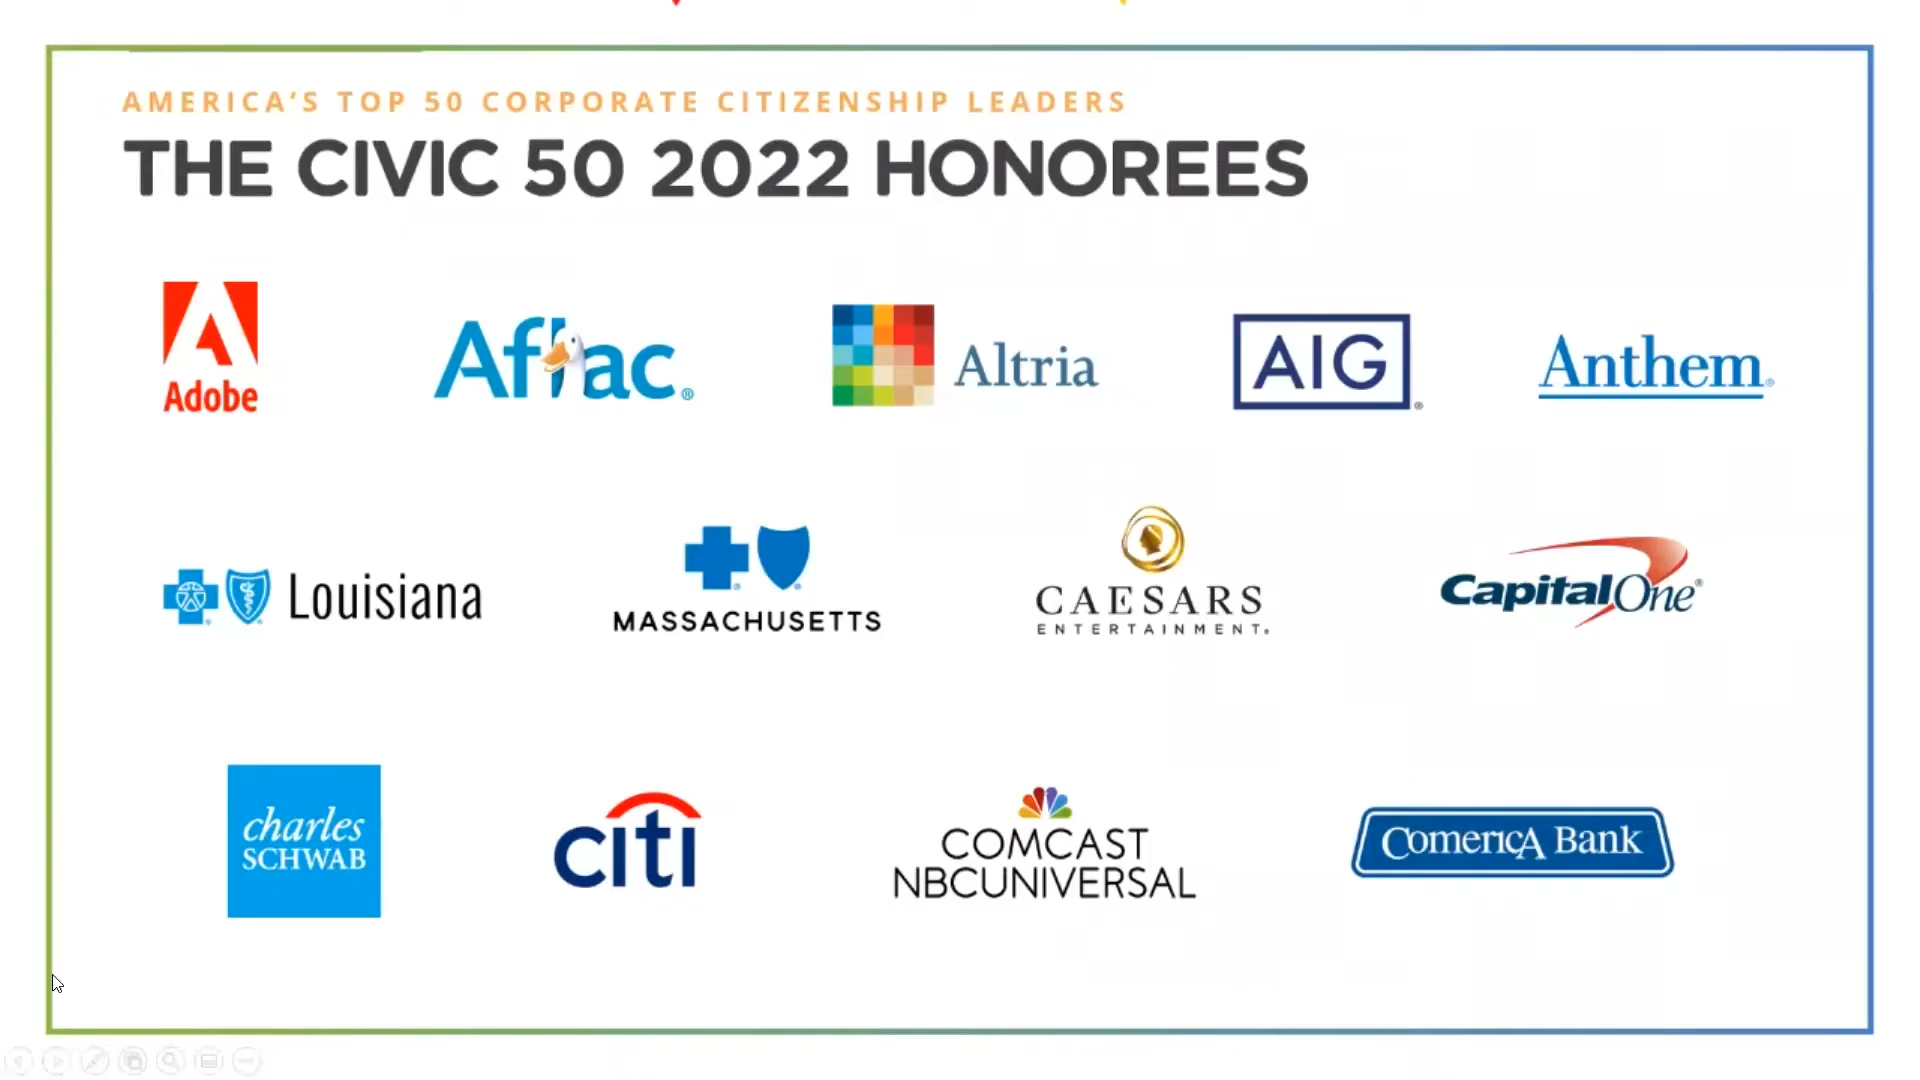 AMERICA'S TOP 50 CORPORATE CITIZENSHIP LEADERS
THE CIVIC 50 2022 HONOREES
Adobe
Aflac®
Altria
AIG®
Anthem®
Louisiana
MASSACHUSETTS
CAESARS
ENTERTAINMENT®
CapitalOne®
charles
SCHWAB
citi
COMCAST
NBCUNIVERSAL
ComericA Bank